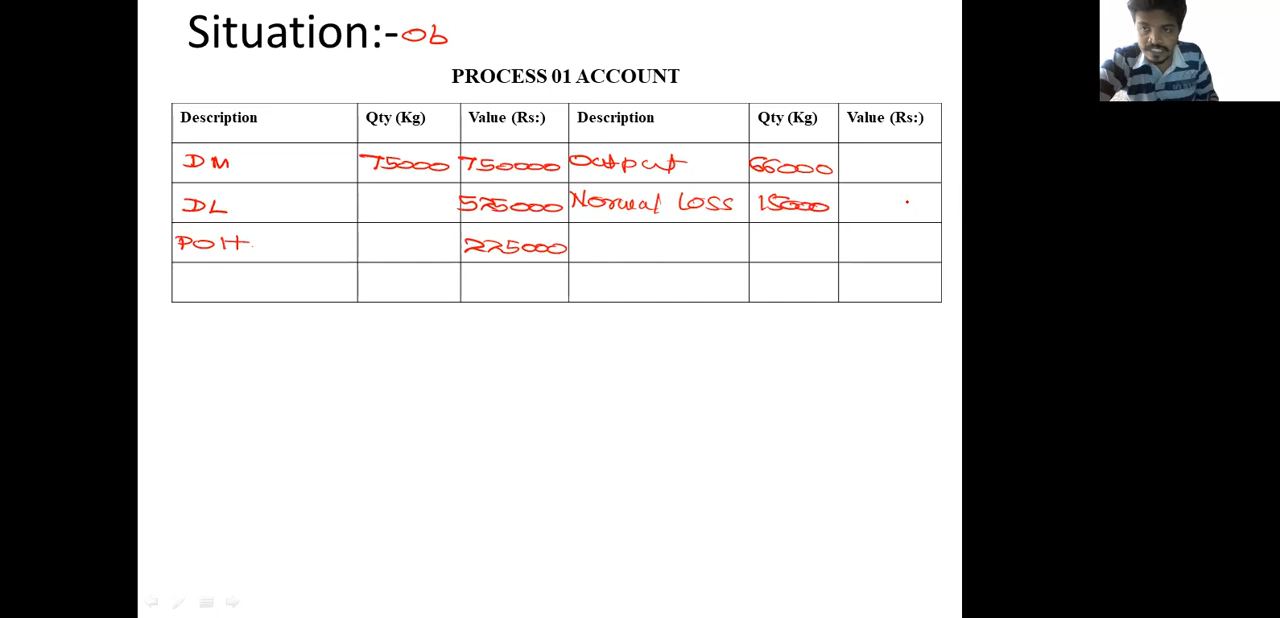 Situation:-06
PROCESS 01 ACCOUNT
Description Qty (Kg) Value (Rs:) Description Qty (Kg) Value (Rs:)
DM 75000 750000 Output 66000
DL 525000 Normal Loss 15000
POH 225000